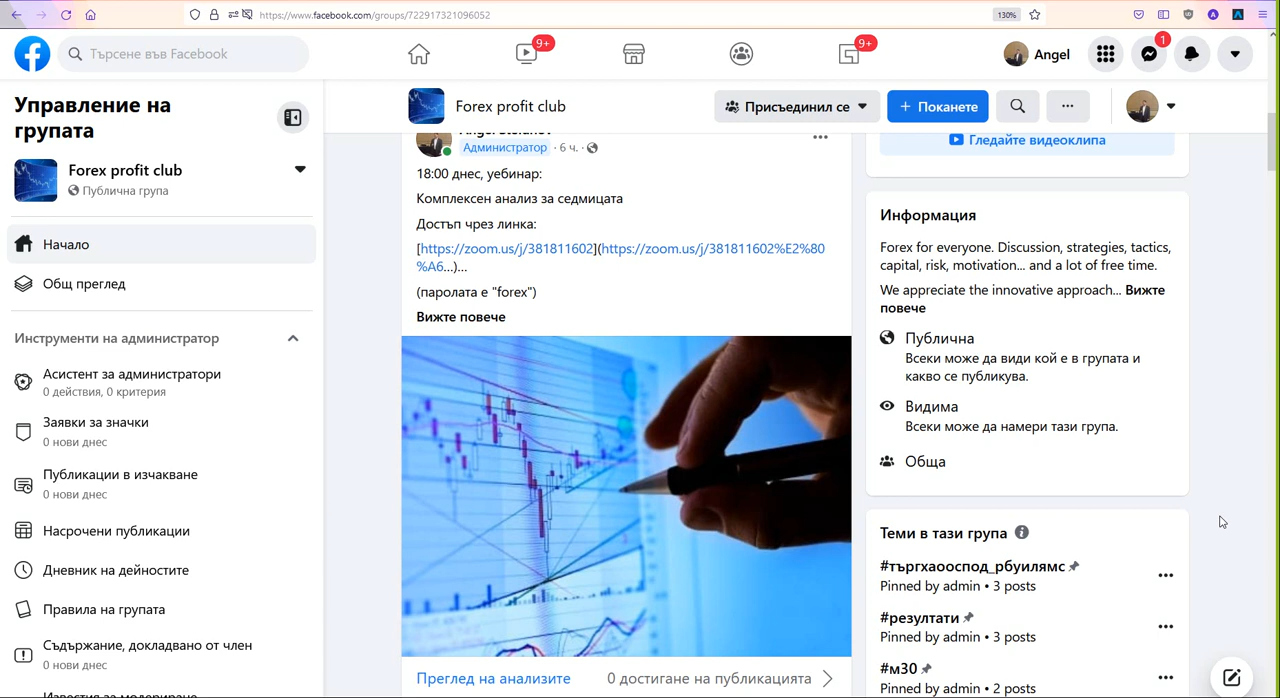 https://www.facebook.com/groups/722917321096052
130%
Търсене във Facebook
9+
9+
Angel
1
Управление на
групата
Forex profit club
Публична група
Начало
Общ преглед
Инструменти на администратор
Асистент за администратори
0 действия, 0 критерия
Заявки за значки
0 нови днес
Публикации в изчакване
0 нови днес
Насрочени публикации
Дневник на дейностите
Правила на групата
Съдържание, докладвано от член
0 нови днес
Известия за модериране
Forex profit club
Присъединил се
+ Поканете
Администратор · 6 ч. ·
18:00 днес, уебинар:
Комплексен анализ за седмицата
Достъп чрез линка:
[https://zoom.us/j/381811602](https://zoom.us/j/381811602%E2%80
%A6…)…
(паролата е "forex")
Вижте повече
Преглед на анализите
0 достигане на публикацията
Гледайте видеоклипа
Информация
Forex for everyone. Discussion, strategies, tactics,
capital, risk, motivation... and a lot of free time.
We appreciate the innovative approach... Вижте
повече
Публична
Всеки може да види кой е в групата и
какво се публикува.
Видима
Всеки може да намери тази група.
Обща
Теми в тази група
#търгхаооспод_рбуилямс
Pinned by admin • 3 posts
#резултати
Pinned by admin • 3 posts
#м30
Pinned by admin • 2 posts